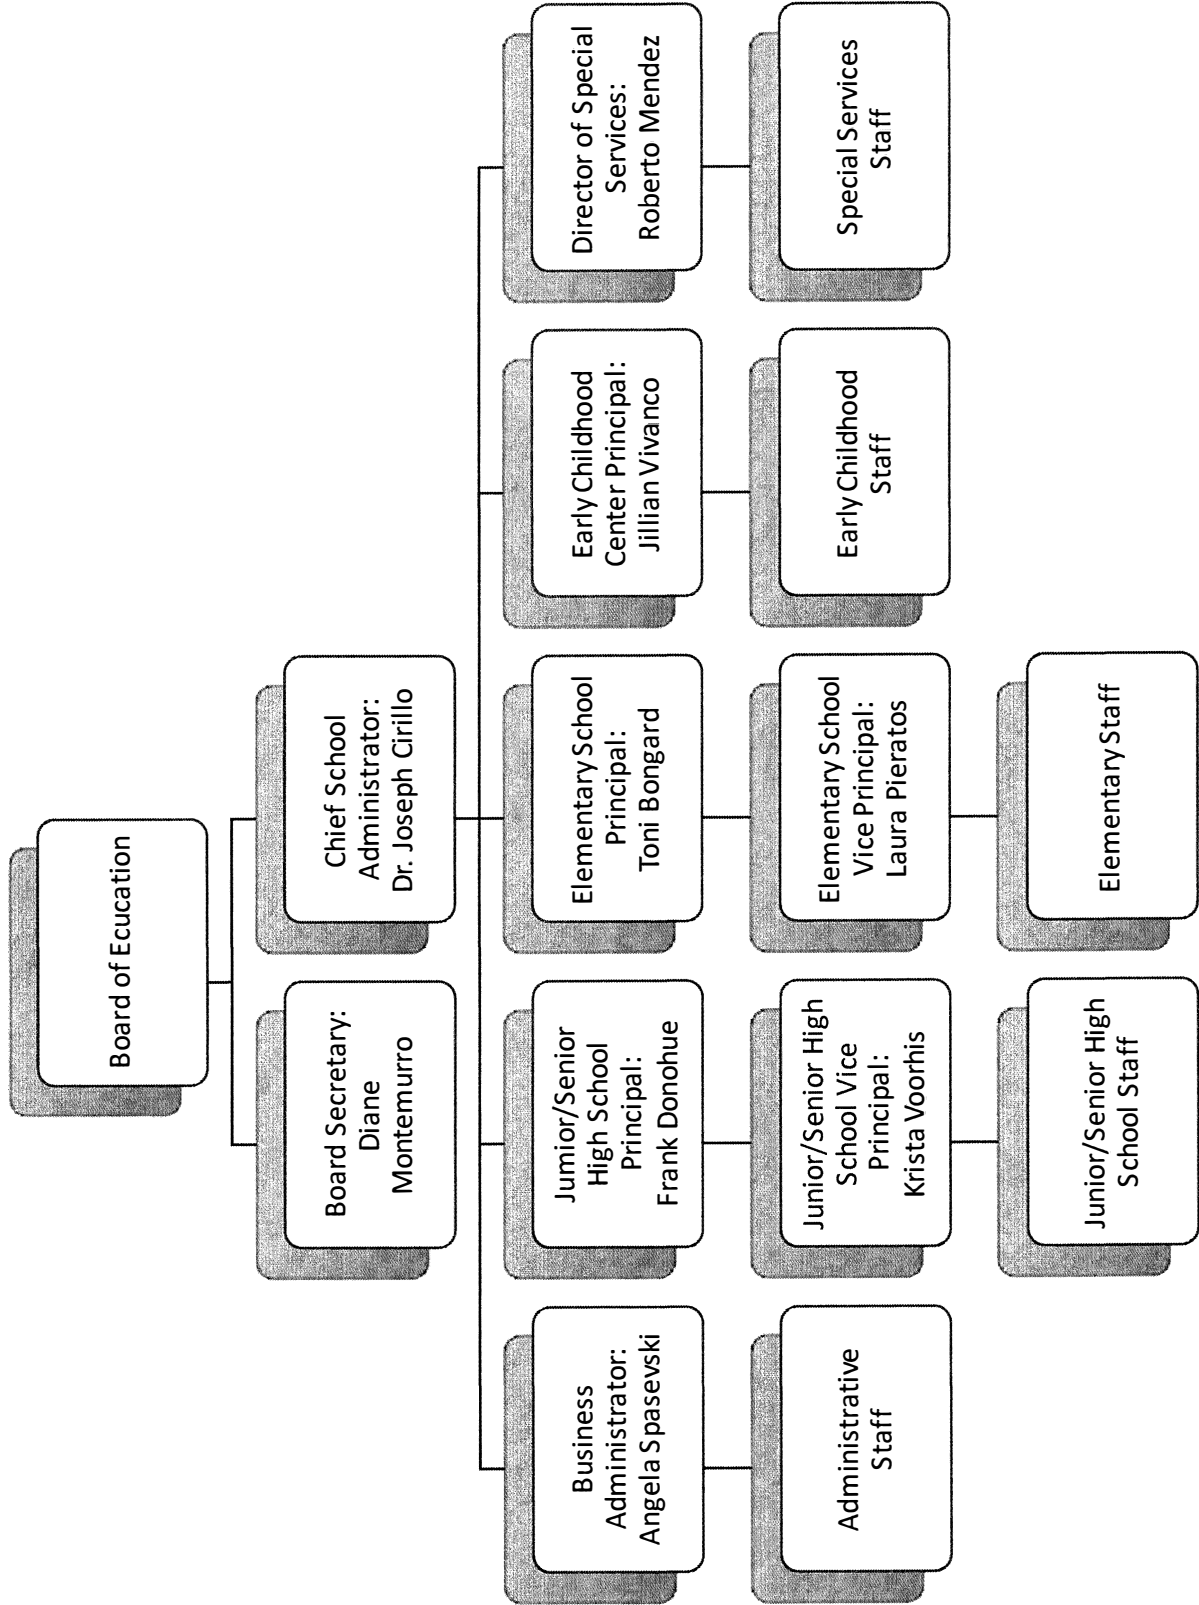 Board of Ecucation
Board Secretary:
Diane
Montemurro
Chief School
Administrator:
Dr. Joseph Cirillo
Business
Administrator:
Angela Spasevski
Jumior/Senior
High School
Principal:
Frank Donohue
Elementary School
Principal:
Toni Bongard
Early Childhood
Center Principal:
Jillian Vivanco
Director of Special
Services:
Roberto Mendez
Administrative
Staff
Junior/Senior High
School Vice
Principal:
Krista Voorhis
Elementary School
Vice Principal:
Laura Pieratos
Early Childhood
Staff
Special Services
Staff
Junior/Senior High
School Staff
Elementary Staff